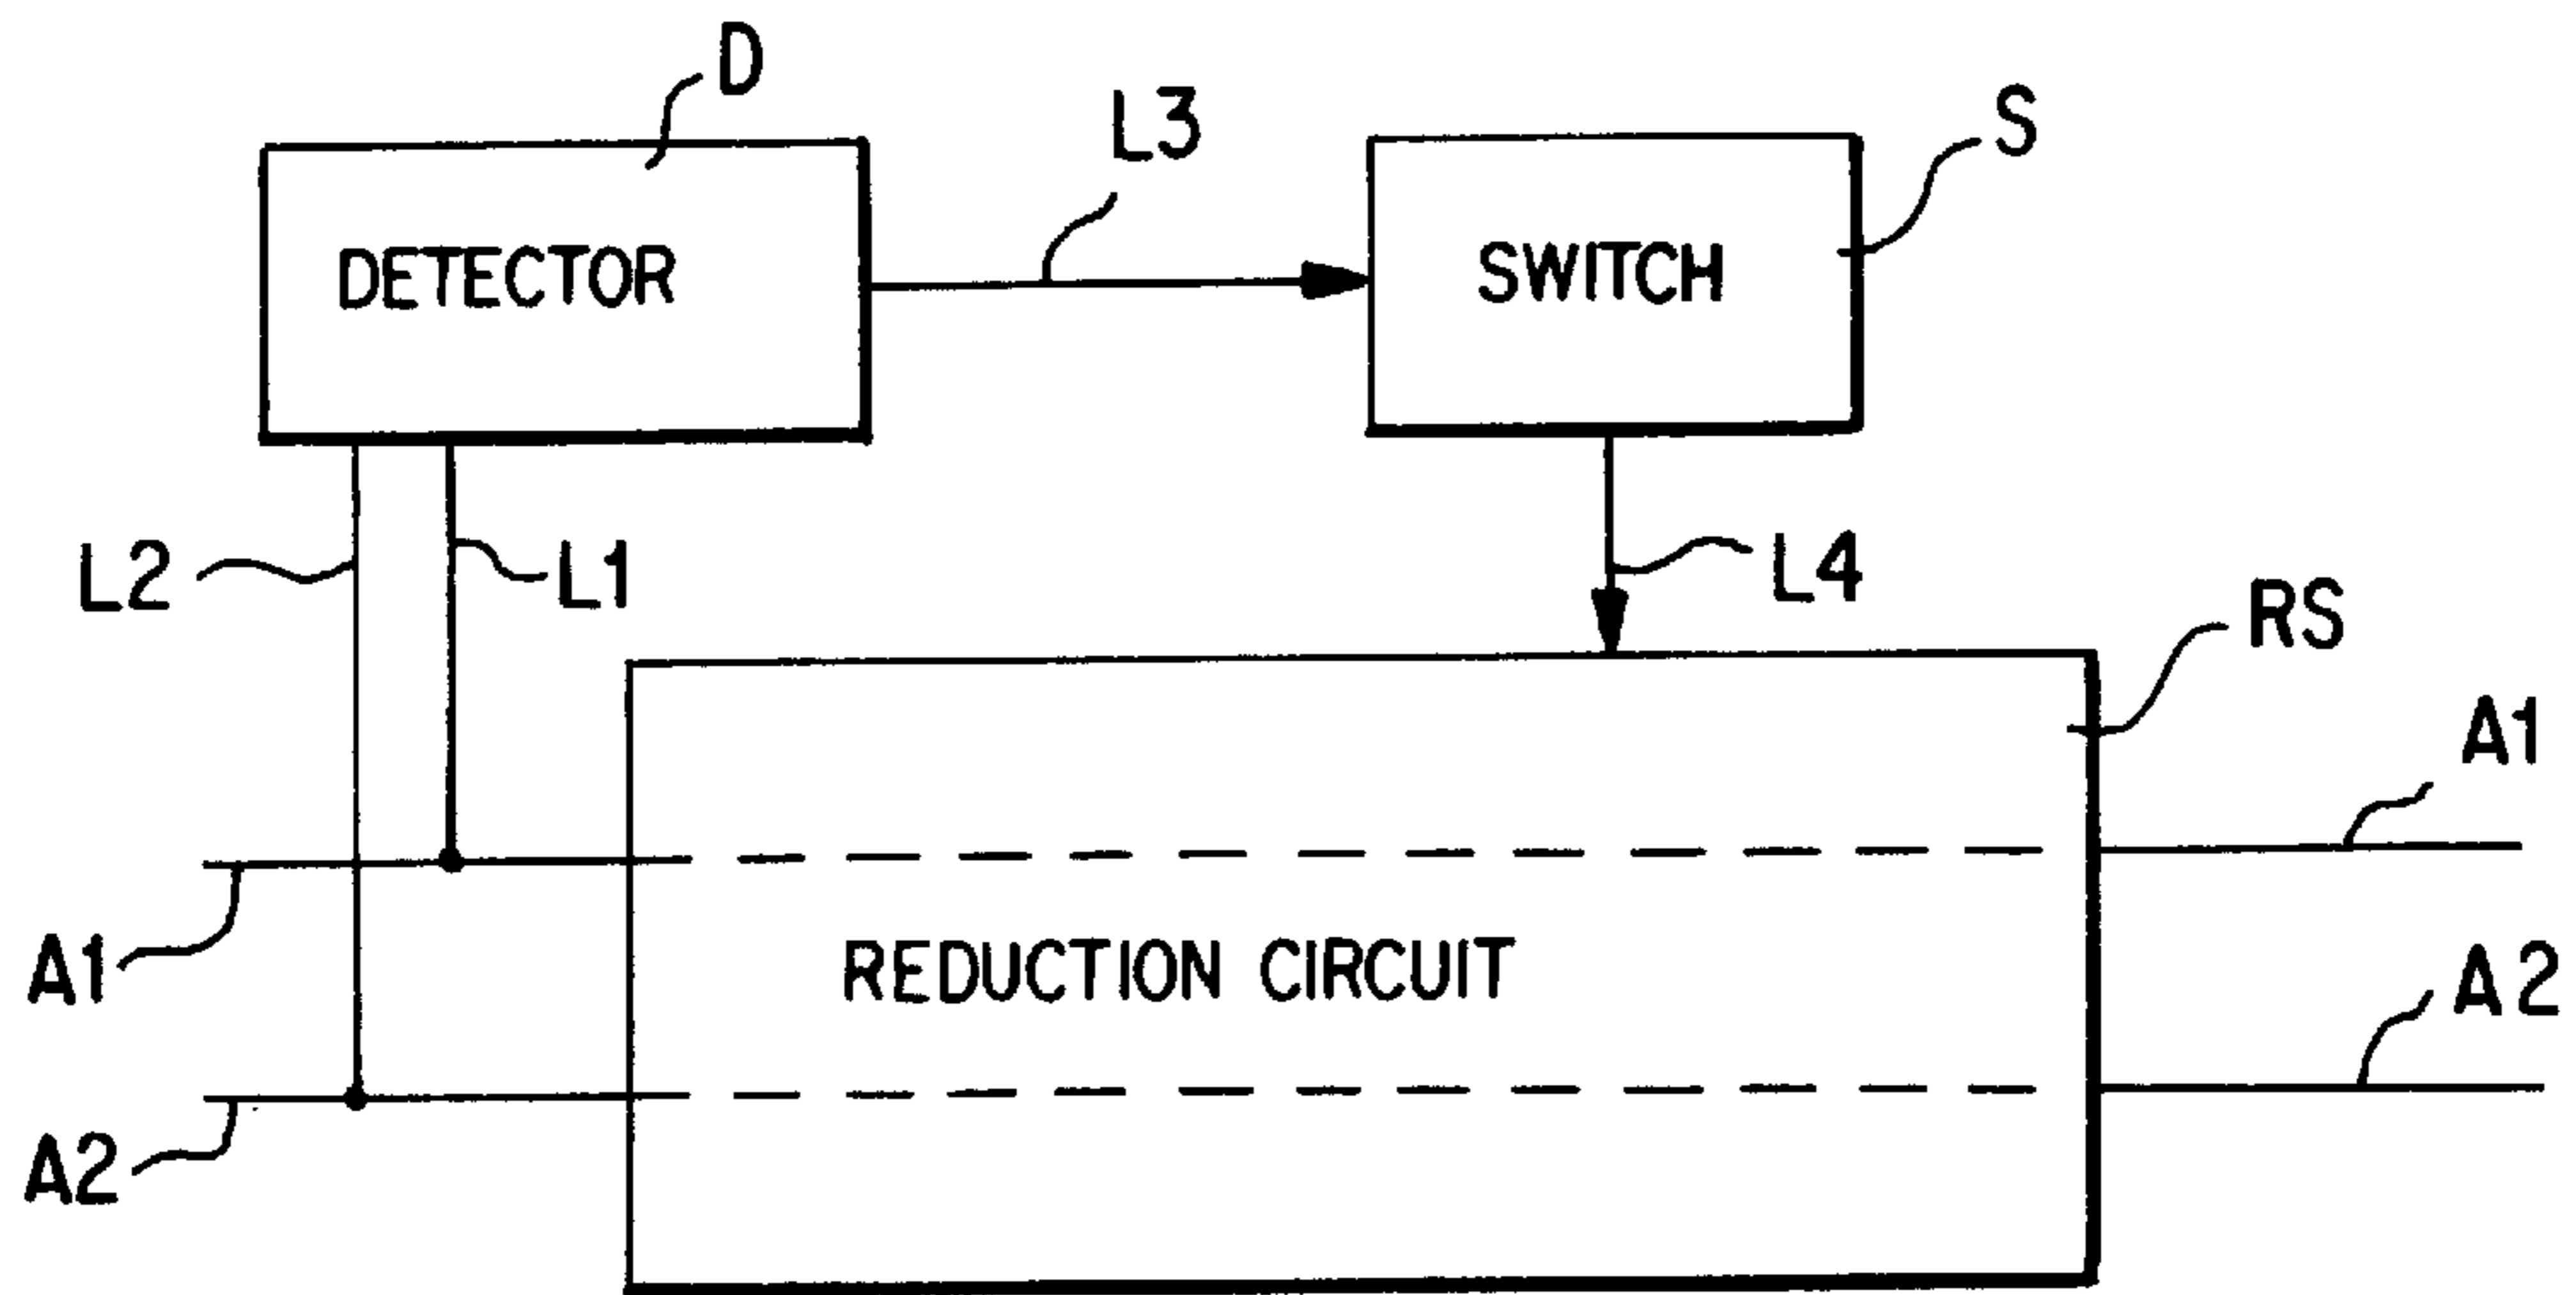 D
L3
S
DETECTOR
SWITCH
L2
L1
L4
RS
A1
A1
REDUCTION CIRCUIT
A2
A2